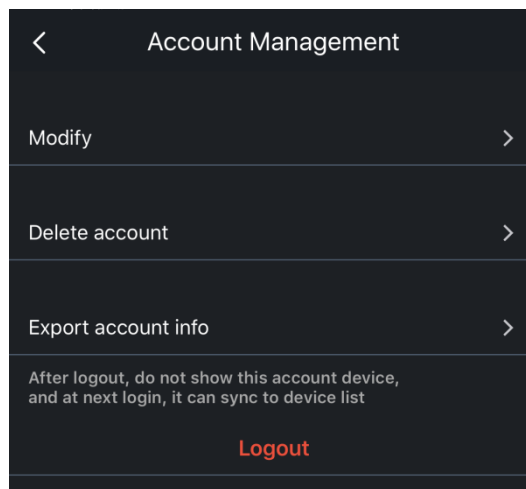 Account Management
Modify
Delete account
Export account info
After logout, do not show this account device,
and at next login, it can sync to device list
Logout